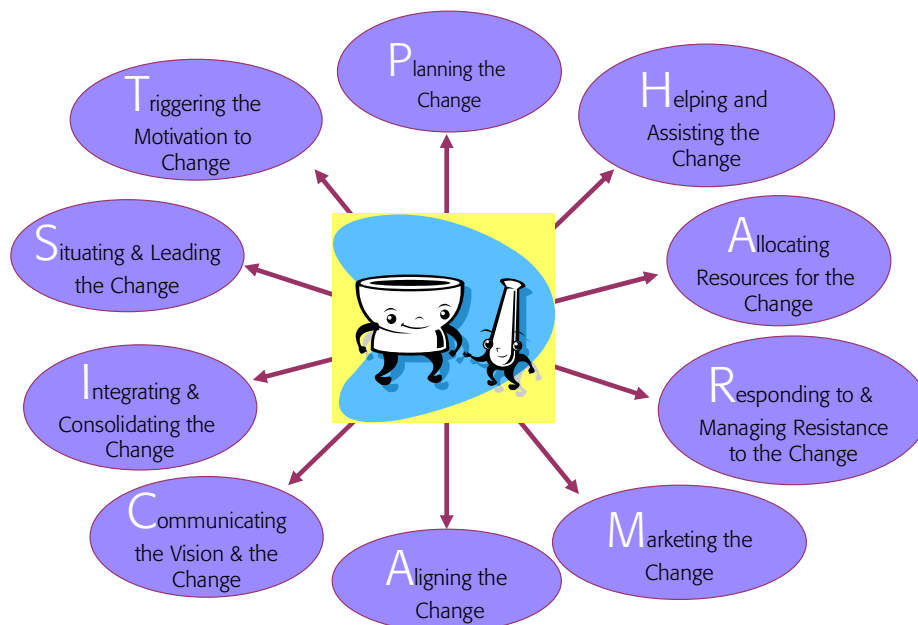 Planning the
Change
Helping and
Assisting the
Change
Allocating
Resources for the
Change
Responding to &
Managing Resistance
to the Change
Marketing the
Change
Aligning the
Change
Communicating
the Vision & the
Change
Integrating &
Consolidating the
Change
Situating & Leading
the Change
Triggering the
Motivation to
Change